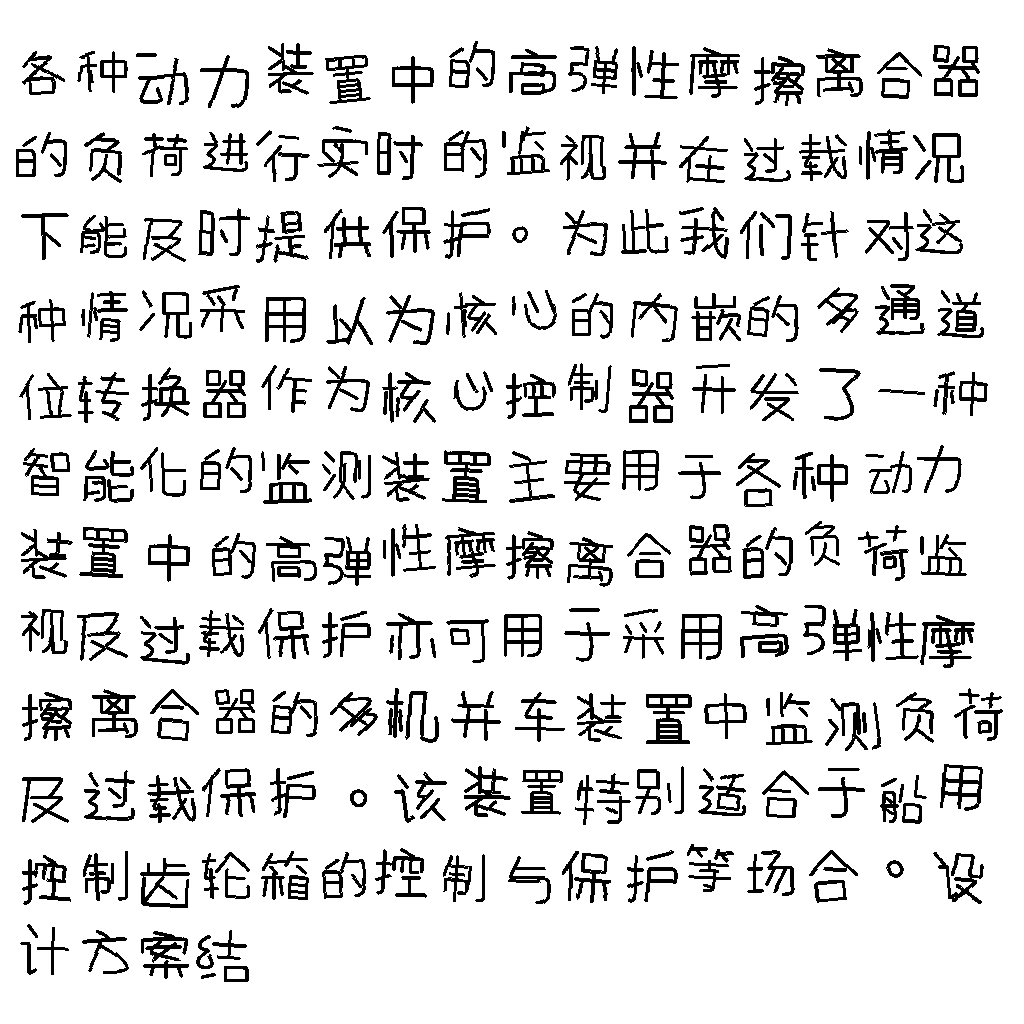 各种动力装置中的高弹性摩擦离合器
的负荷进行实时的监视并在过载情况
下能及时提供保护。为此我们针对这
种情况采用以为核心的内嵌的多通道
位转换器作为核心控制器开发了一种
智能化的监测装置主要用于各种动力
装置中的高弹性摩擦离合器的负荷监
视及过载保护亦可用于采用高弹性摩
擦离合器的多机并车装置中监测负荷
及过载保护。该装置特别适合于船用
控制齿轮箱的控制与保护等场合。设
计方案结